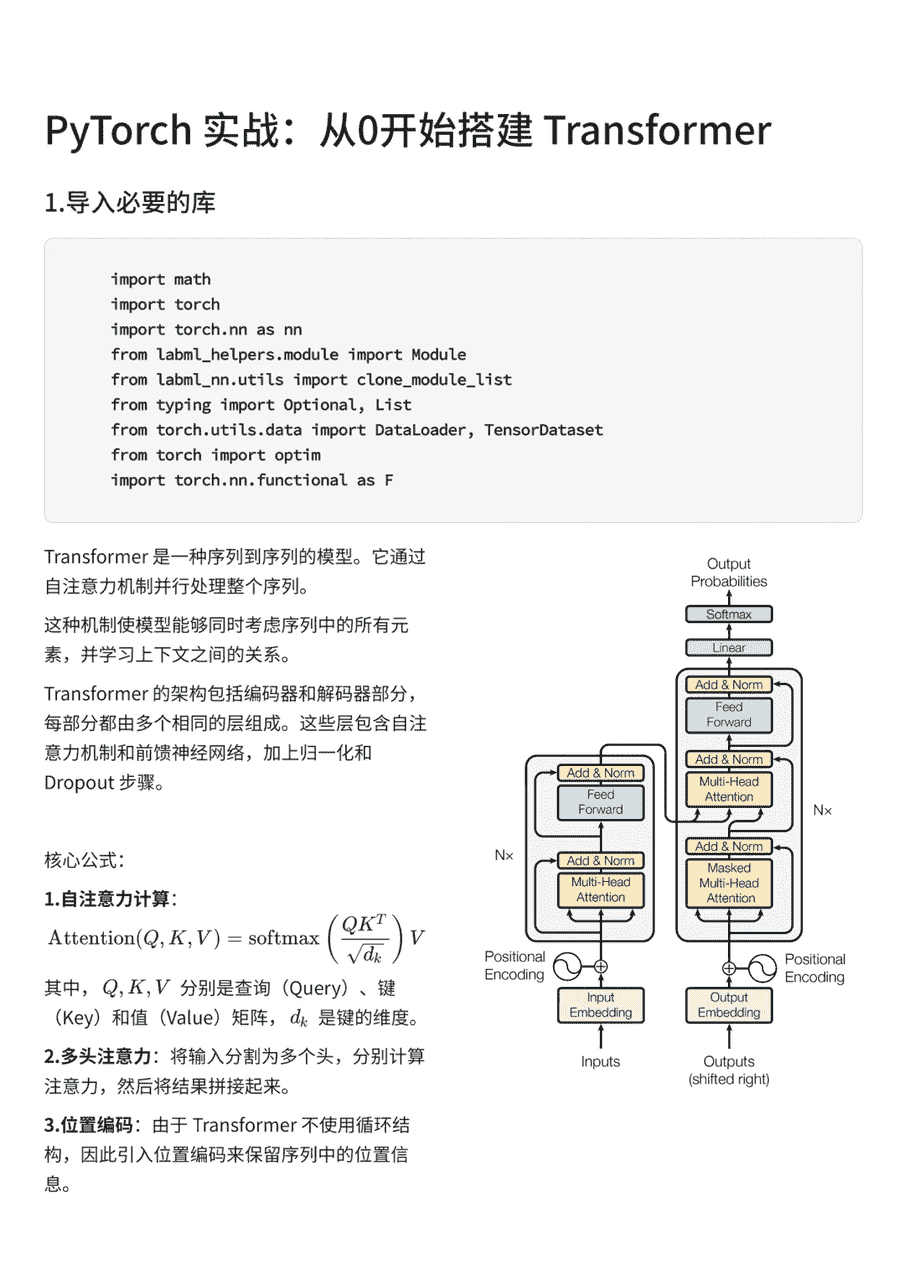 PyTorch 实战：从0开始搭建 Transformer
1.导入必要的库
import math
import torch
import torch.nn as nn
from labml_helpers.module import Module
from labml_nn.utils import clone_module_list
from typing import Optional, List
from torch.utils.data import DataLoader, TensorDataset
from torch import optim
import torch.nn.functional as F
Transformer 是一种序列到序列的模型。它通过
自注意力机制并行处理整个序列。
这种机制使模型能够同时考虑序列中的所有元
素，并学习上下文之间的关系。
Transformer 的架构包括编码器和解码器部分，
每部分都由多个相同的层组成。这些层包含自注
意力机制和前馈神经网络，加上归一化和
Dropout 步骤。
核心公式：
1.自注意力计算：
Attention(Q, K, V) = softmax(QK^T / √d_k) V
其中， Q, K, V 分别是查询（Query）、键
（Key）和值（Value）矩阵， d_k 是键的维度。
2.多头注意力：将输入分割为多个头，分别计算
注意力，然后将结果拼接起来。
3.位置编码：由于 Transformer 不使用循环结
构，因此引入位置编码来保留序列中的位置信
息。
Output
Probabilities
Softmax
Linear
Add & Norm
Feed
Forward
Add & Norm
Multi-Head
Attention
Nx
Add & Norm
Masked
Multi-Head
Attention
Add & Norm
Feed
Forward
Nx
Add & Norm
Multi-Head
Attention
Positional
Encoding
Positional
Encoding
Input
Embedding
Output
Embedding
Inputs
Outputs
(shifted right)